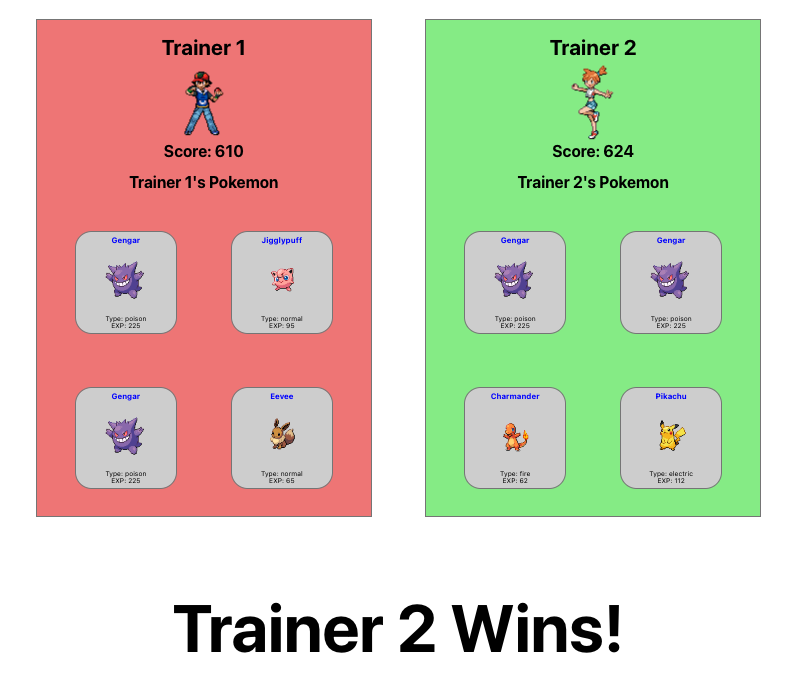 Trainer 1
Score: 610
Trainer 1's Pokemon
Gengar
Type: poison
EXP: 225
Jigglypuff
Type: normal
EXP: 95
Gengar
Type: poison
EXP: 225
Eevee
Type: normal
EXP: 65
Trainer 2
Score: 624
Trainer 2's Pokemon
Gengar
Type: poison
EXP: 225
Gengar
Type: poison
EXP: 225
Charmander
Type: fire
EXP: 62
Pikachu
Type: electric
EXP: 112
Trainer 2 Wins!